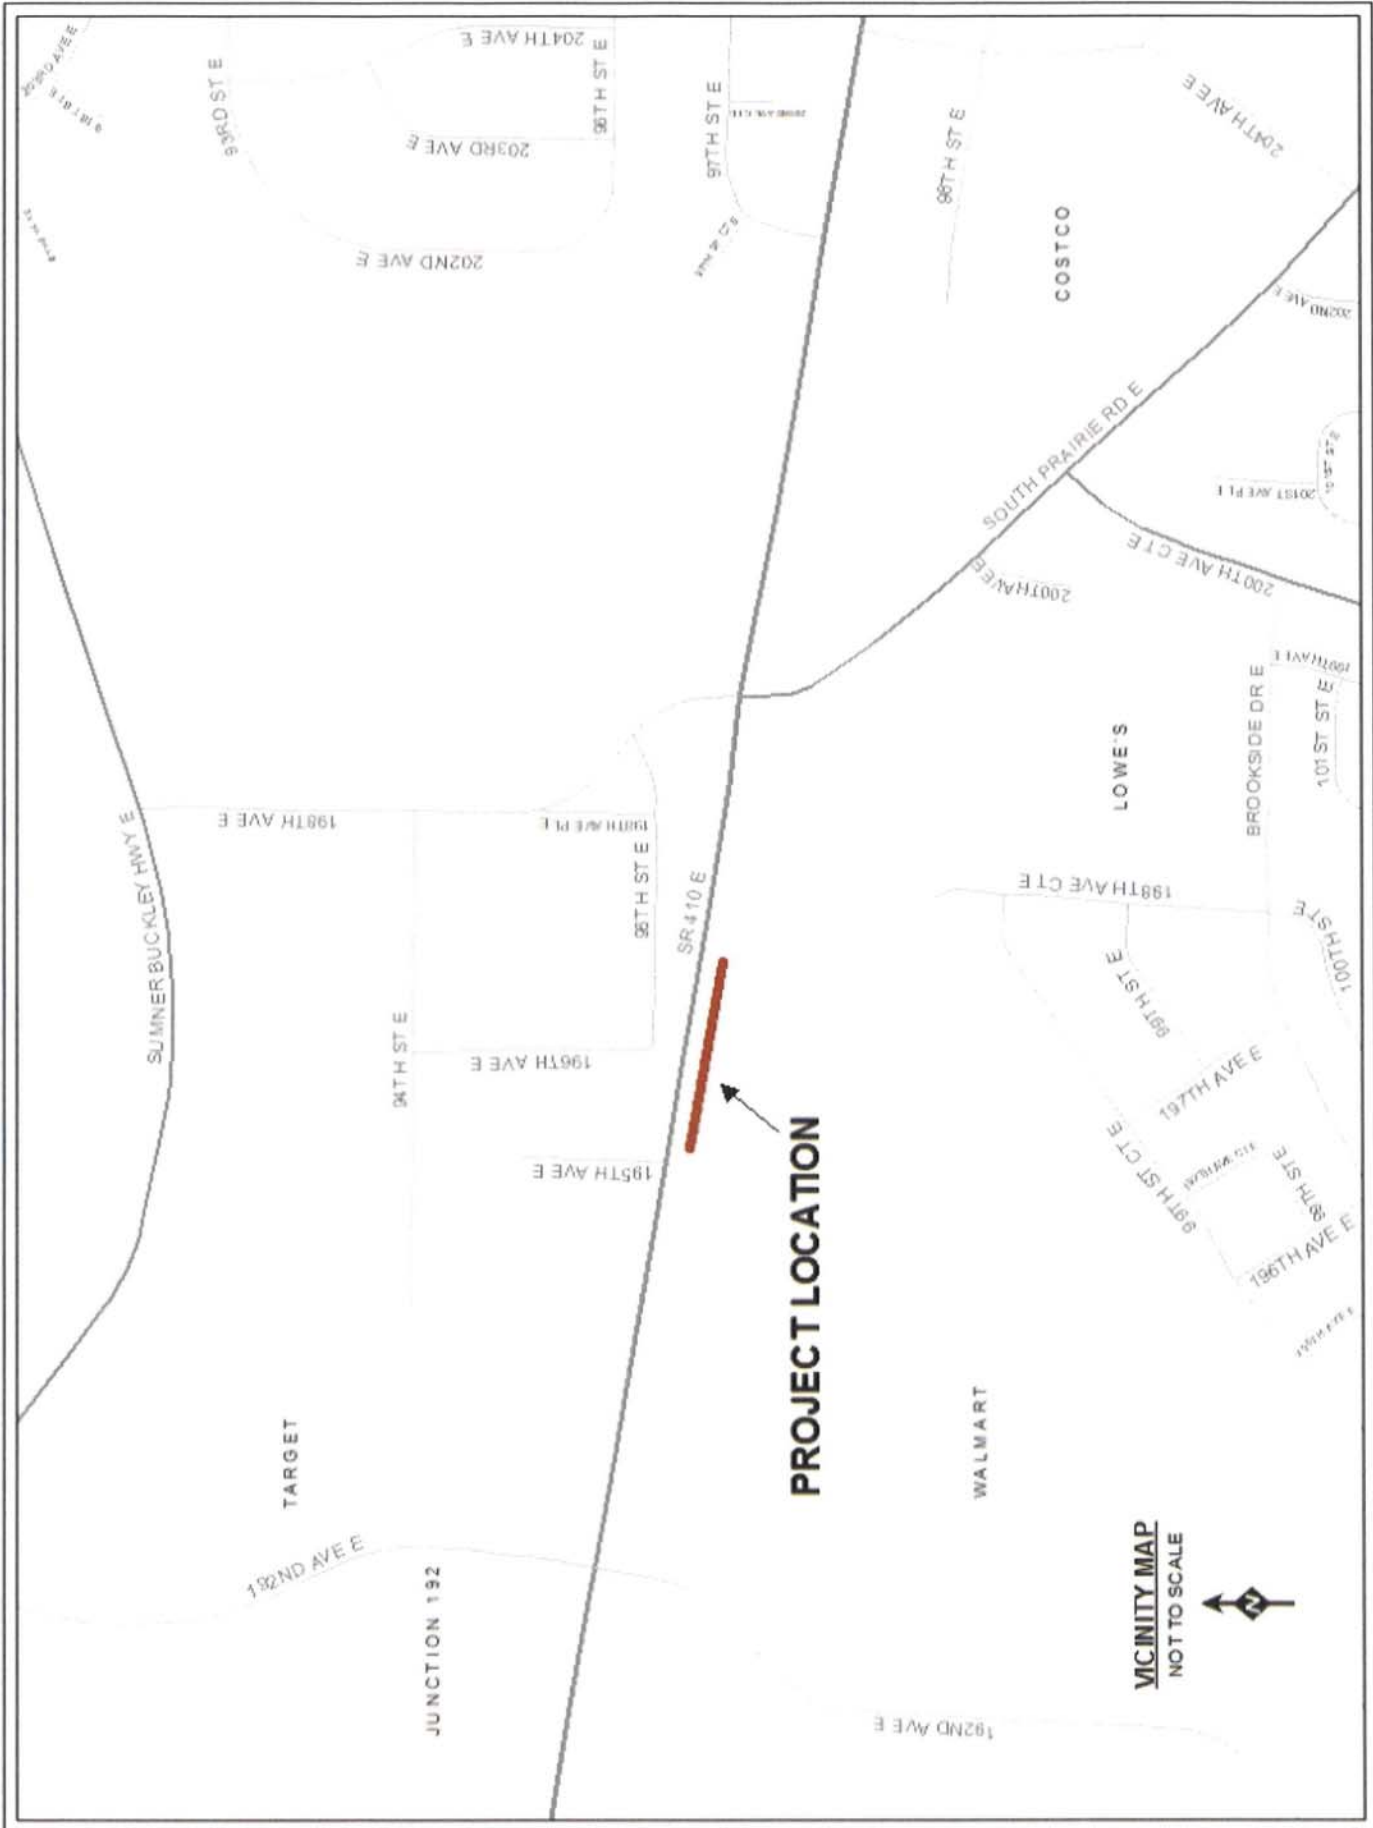 SUMNER BUCKLEY HWY E
93RD ST E
192ND AVE E
TARGET
198TH AVE E
202ND AVE E
203RD AVE E
204TH AVE E
JUNCTION 192
94TH ST E
196TH AVE E
195TH AVE E
198TH AVE PL E
95TH ST E
96TH ST E
SR 410 E
97TH ST E
PROJECT LOCATION
192ND AVE E
WALMART
98TH ST E
COSTCO
SOUTH PRAIRIE RD E
200TH AVE E
204TH AVE E
198TH AVE CT E
LOWE'S
200TH AVE CT E
99TH ST CT E
99TH ST E
197TH AVE E
BROOKSIDE DR E
201ST AVE PL E
202ND AVE E
196TH AVE E
99TH ST E
100TH ST E
101ST ST E
199TH AVE E
VICINITY MAP
NOT TO SCALE
N